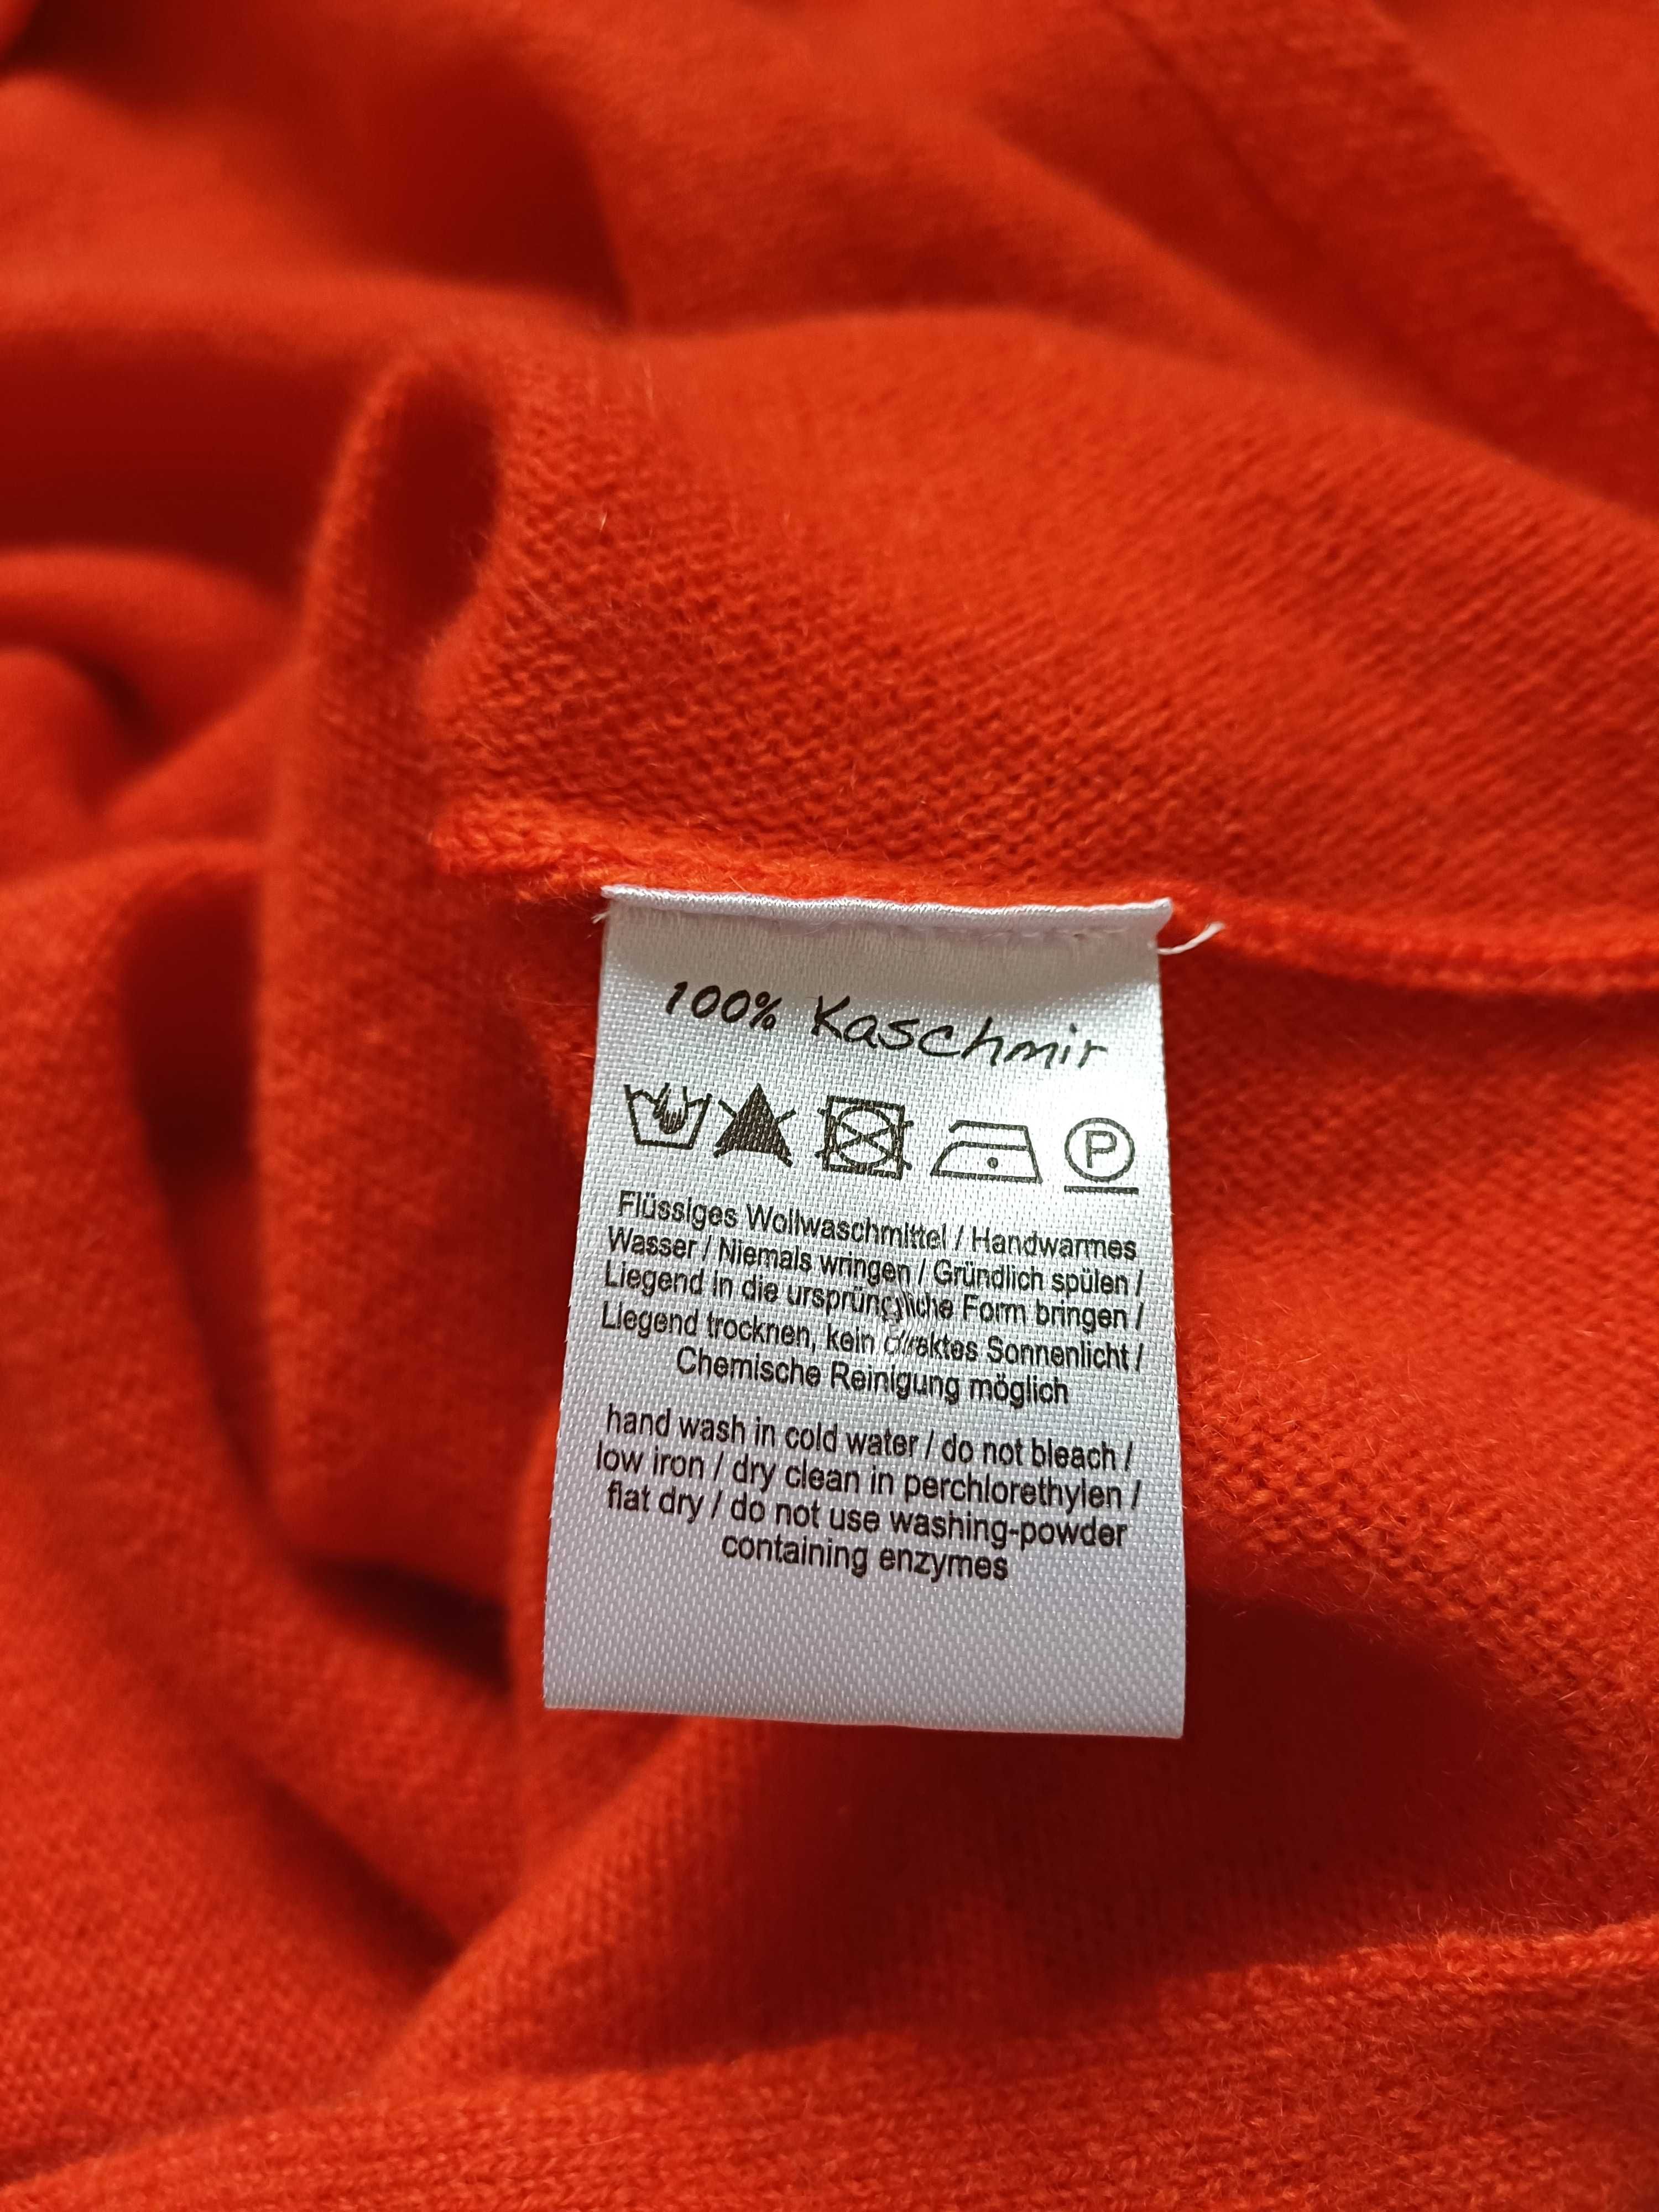 100% Kaschmir
P
Flüssiges Wollwaschmittel / Handwarmes
Wasser / Niemals wringen / Gründlich spülen /
Liegend in die ursprüngliche Form bringen /
Liegend trocknen, kein direktes Sonnenlicht /
Chemische Reinigung möglich
hand wash in cold water / do not bleach /
low iron / dry clean in perchlorethylen /
flat dry / do not use washing-powder
containing enzymes